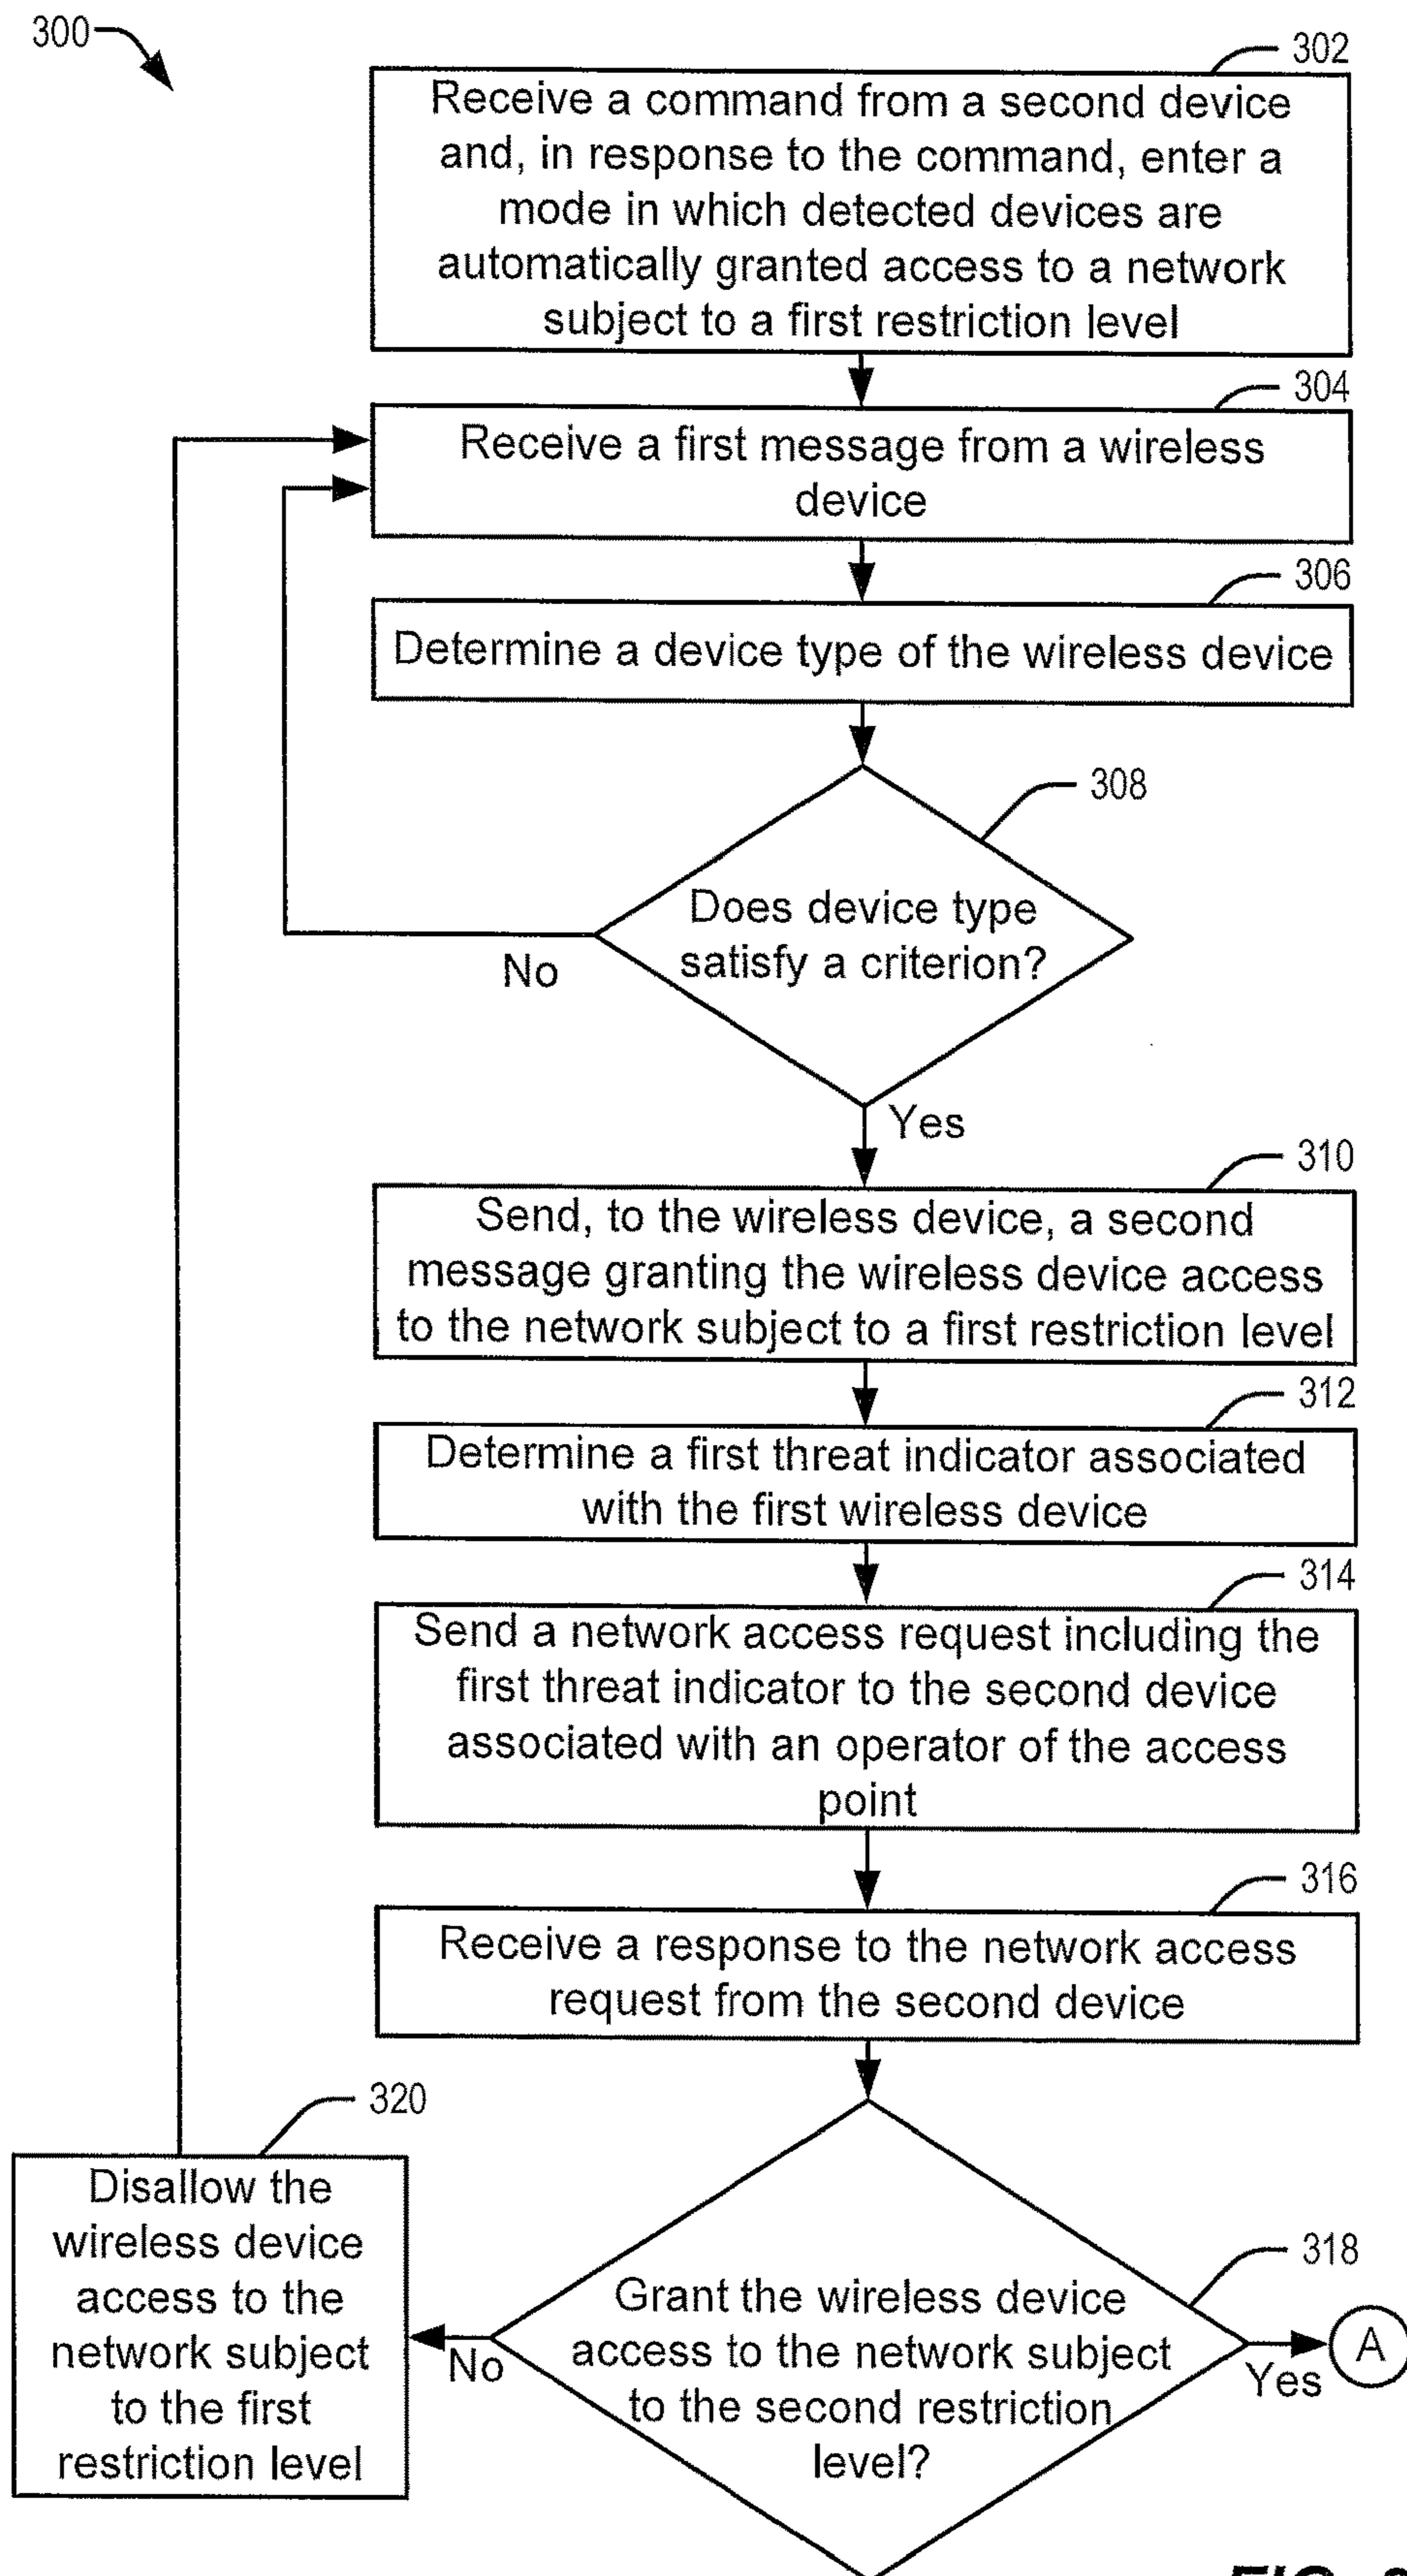 300
302
Receive a command from a second device
and, in response to the command, enter a
mode in which detected devices are
automatically granted access to a network
subject to a first restriction level
304
Receive a first message from a wireless
device
306
Determine a device type of the wireless device
308
Does device type
satisfy a criterion?
No
Yes
310
Send, to the wireless device, a second
message granting the wireless device access
to the network subject to a first restriction level
312
Determine a first threat indicator associated
with the first wireless device
314
Send a network access request including the
first threat indicator to the second device
associated with an operator of the access
point
316
Receive a response to the network access
request from the second device
320
Disallow the
wireless device
access to the
network subject
to the first
restriction level
318
Grant the wireless device
access to the network subject
to the second restriction
level?
No
Yes
A